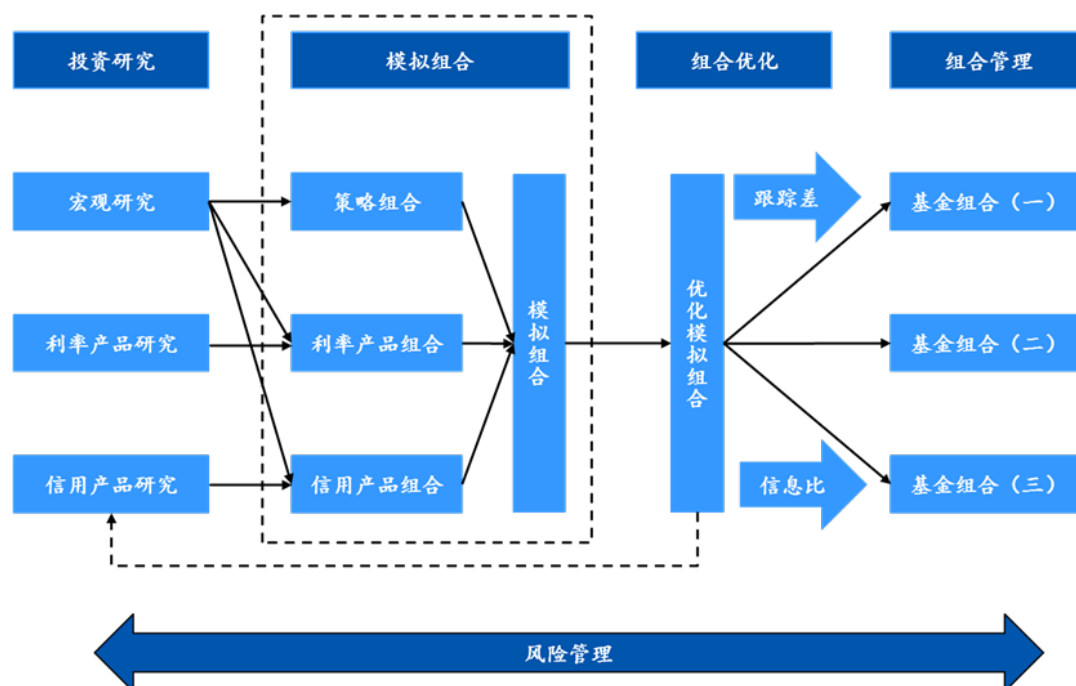 投资研究
模拟组合
组合优化
组合管理
宏观研究
策略组合
跟踪差
基金组合（一）
利率产品研究
利率产品组合
模拟组合
优化模拟组合
基金组合（二）
信用产品研究
信用产品组合
信息比
基金组合（三）
风险管理